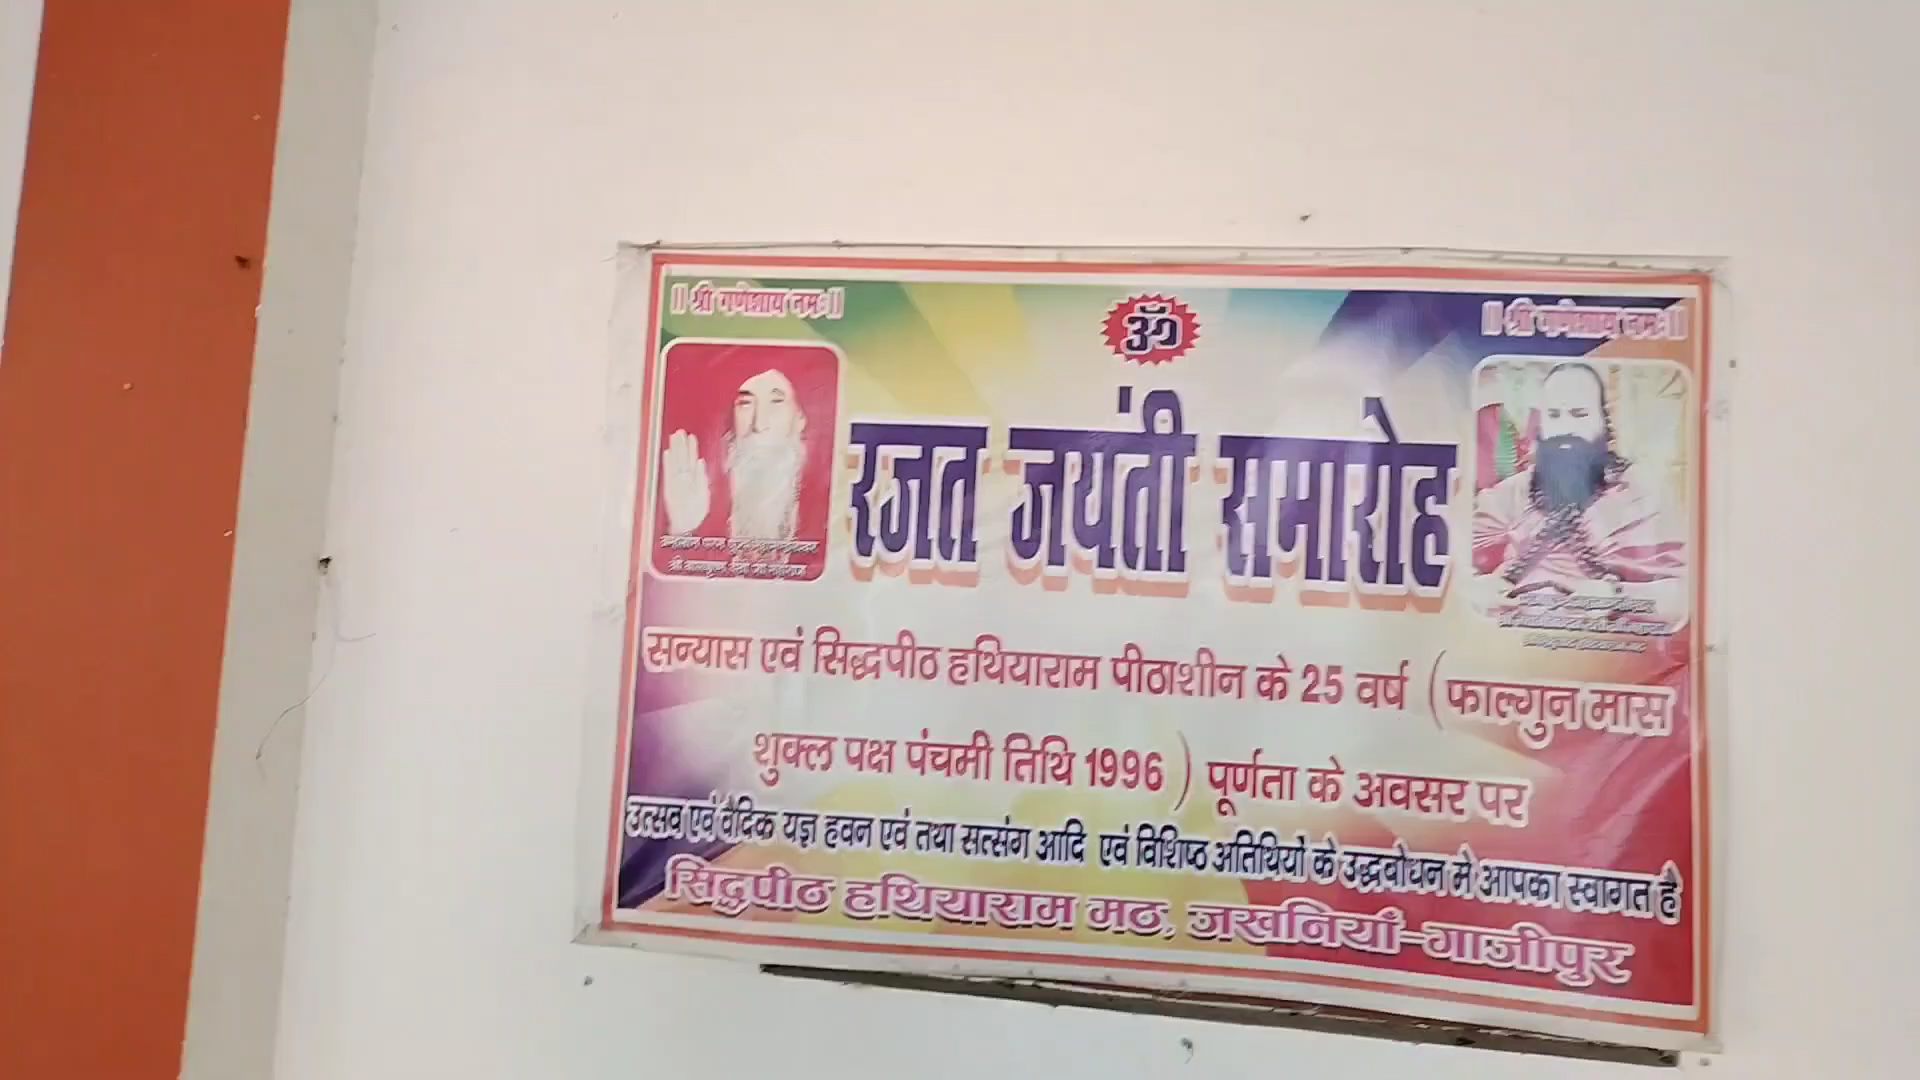 ॥ श्री गणेशाय नमः॥
ॐ
॥ श्री गणेशाय नमः॥
रजत जयंती समारोह
सन्यास एवं सिद्धपीठ हथियाराम पीठाशीन के 25 वर्ष (फाल्गुन मास
शुक्ल पक्ष पंचमी तिथि 1996 ) पूर्णता के अवसर पर
उत्सव एवं वैदिक यज्ञ हवन एवं तथा सत्संग आदि एवं विशिष्ठ अतिथियों के उद्धवोधन मे आपका स्वागत है
सिद्धपीठ हथियाराम मठ, जखनियाँ-गाजीपुर